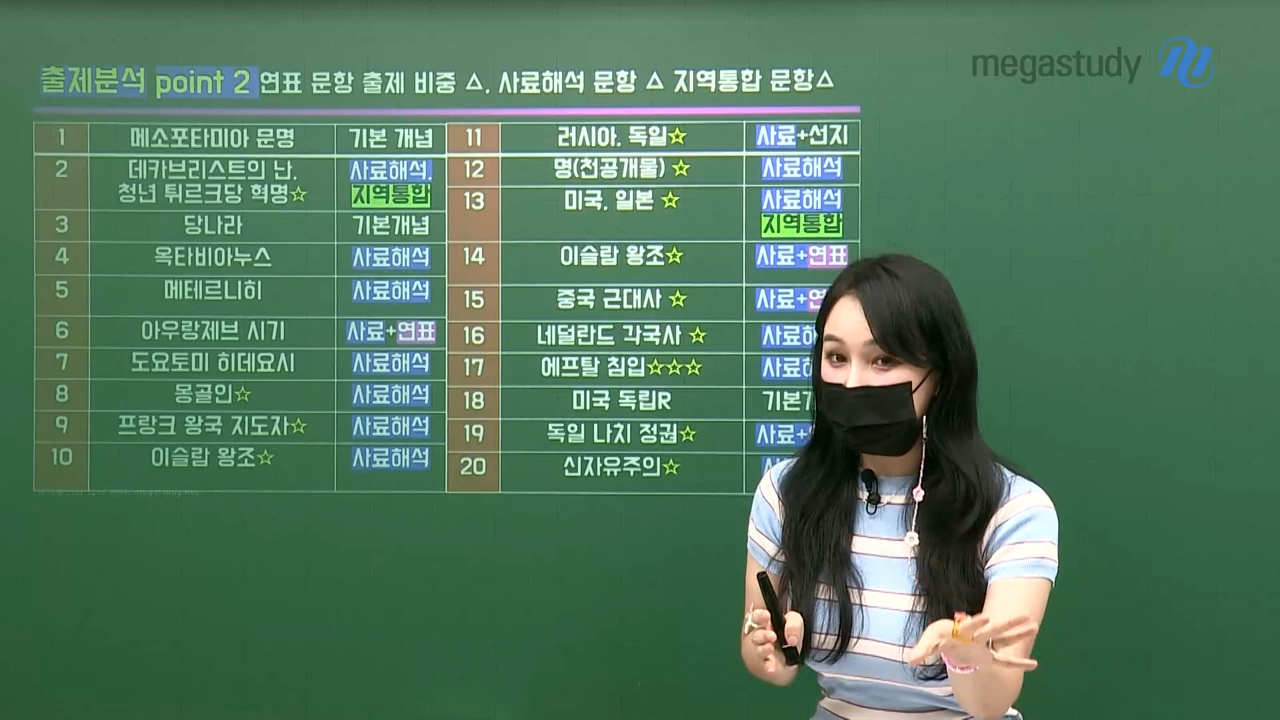 megastudy
출제분석 point 2 연표 문항 출제 비중 △, 사료해석 문항 △ 지역통합 문항△
1 메소포타미아 문명 기본 개념
2 데카브리스트의 난, 사료해석,
청년 튀르크당 혁명☆ 지역통합
3 당나라 기본개념
4 옥타비아누스 사료해석
5 메테르니히 사료해석
6 아우랑제브 시기 사료+연표
7 도요토미 히데요시 사료해석
8 몽골인☆ 사료해석
9 프랑크 왕국 지도자☆ 사료해석
10 이슬람 왕조☆ 사료해석
11 러시아, 독일☆ 사료+선지
12 명(천공개물) ☆ 사료해석
13 미국, 일본 ☆ 사료해석
지역통합
14 이슬람 왕조☆ 사료+연표
15 중국 근대사 ☆ 사료+
16 네덜란드 각국사 ☆
17 에프탈 침입☆☆☆
18 미국 독립R
19 독일 나치 정권☆ 사료+
20 신자유주의☆